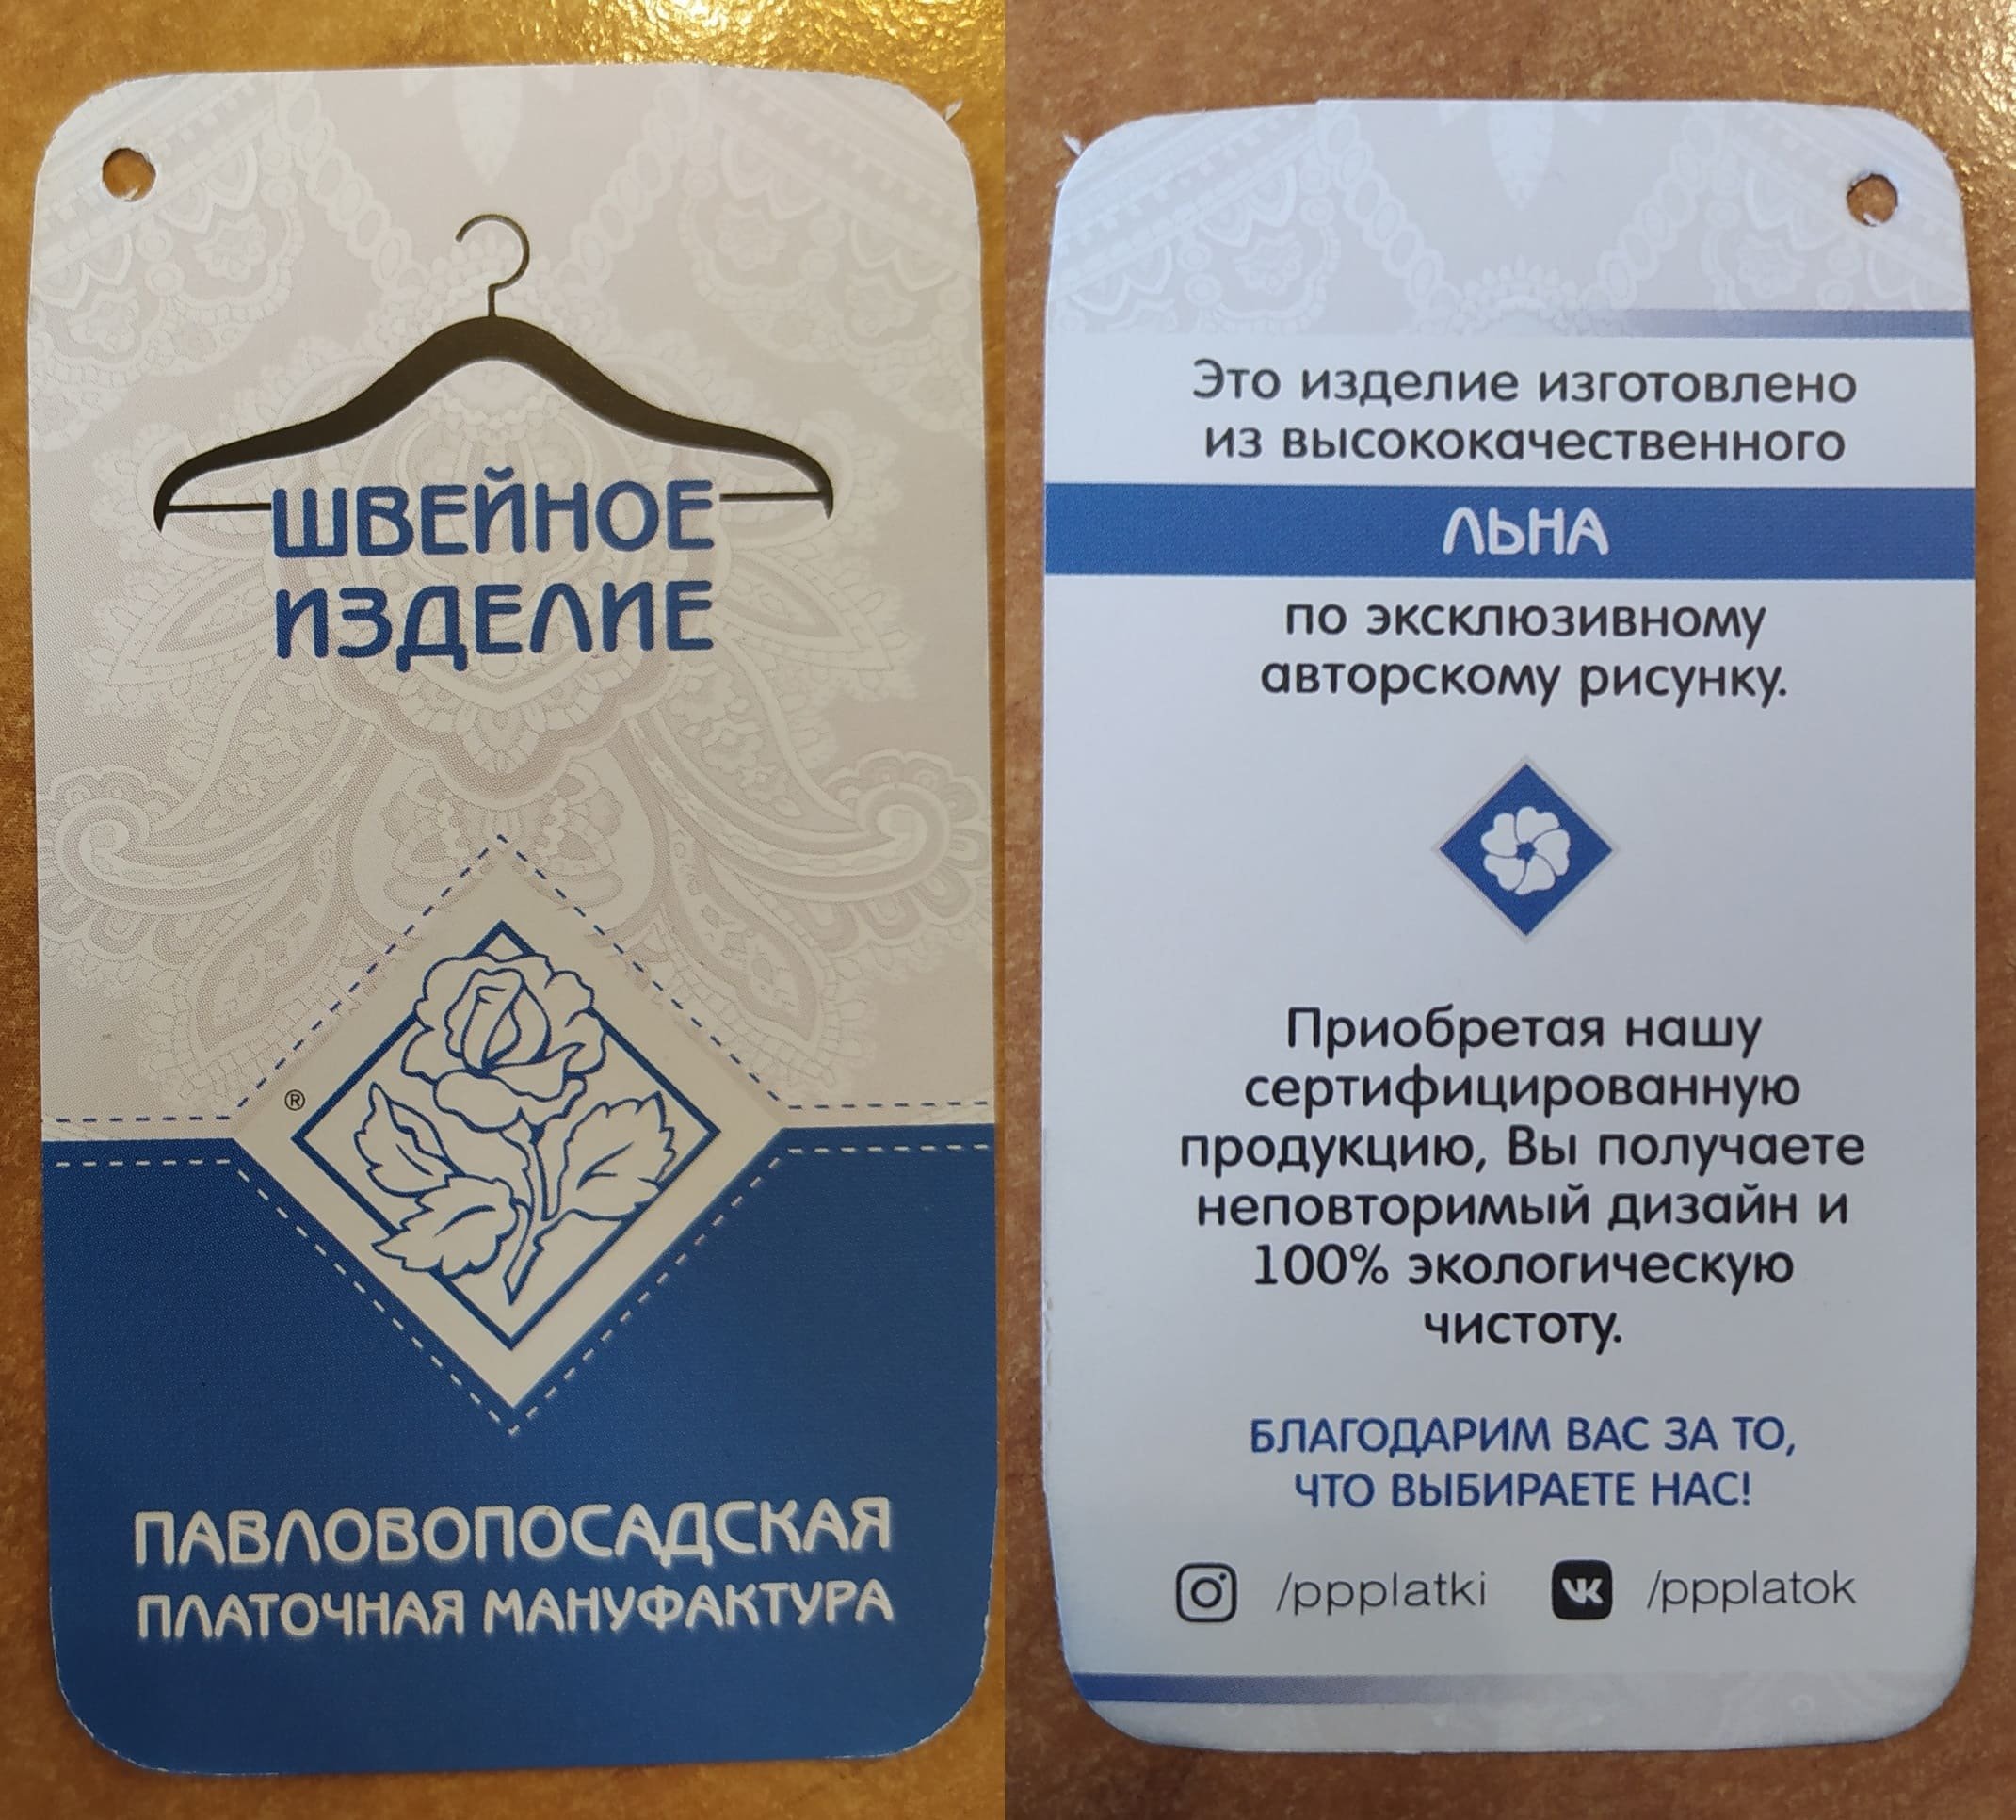 ШВЕЙНОЕ
ИЗДЕЛИЕ
®
ПАВЛОВОПОСАДСКАЯ
ПЛАТОЧНАЯ МАНУФАКТУРА
Это изделие изготовлено
из высококачественного
ЛЬНА
по эксклюзивному
авторскому рисунку.
Приобретая нашу
сертифицированную
продукцию, Вы получаете
неповторимый дизайн и
100% экологическую
чистоту.
БЛАГОДАРИМ ВАС ЗА ТО,
ЧТО ВЫБИРАЕТЕ НАС!
/ppplatki VK /ppplatok